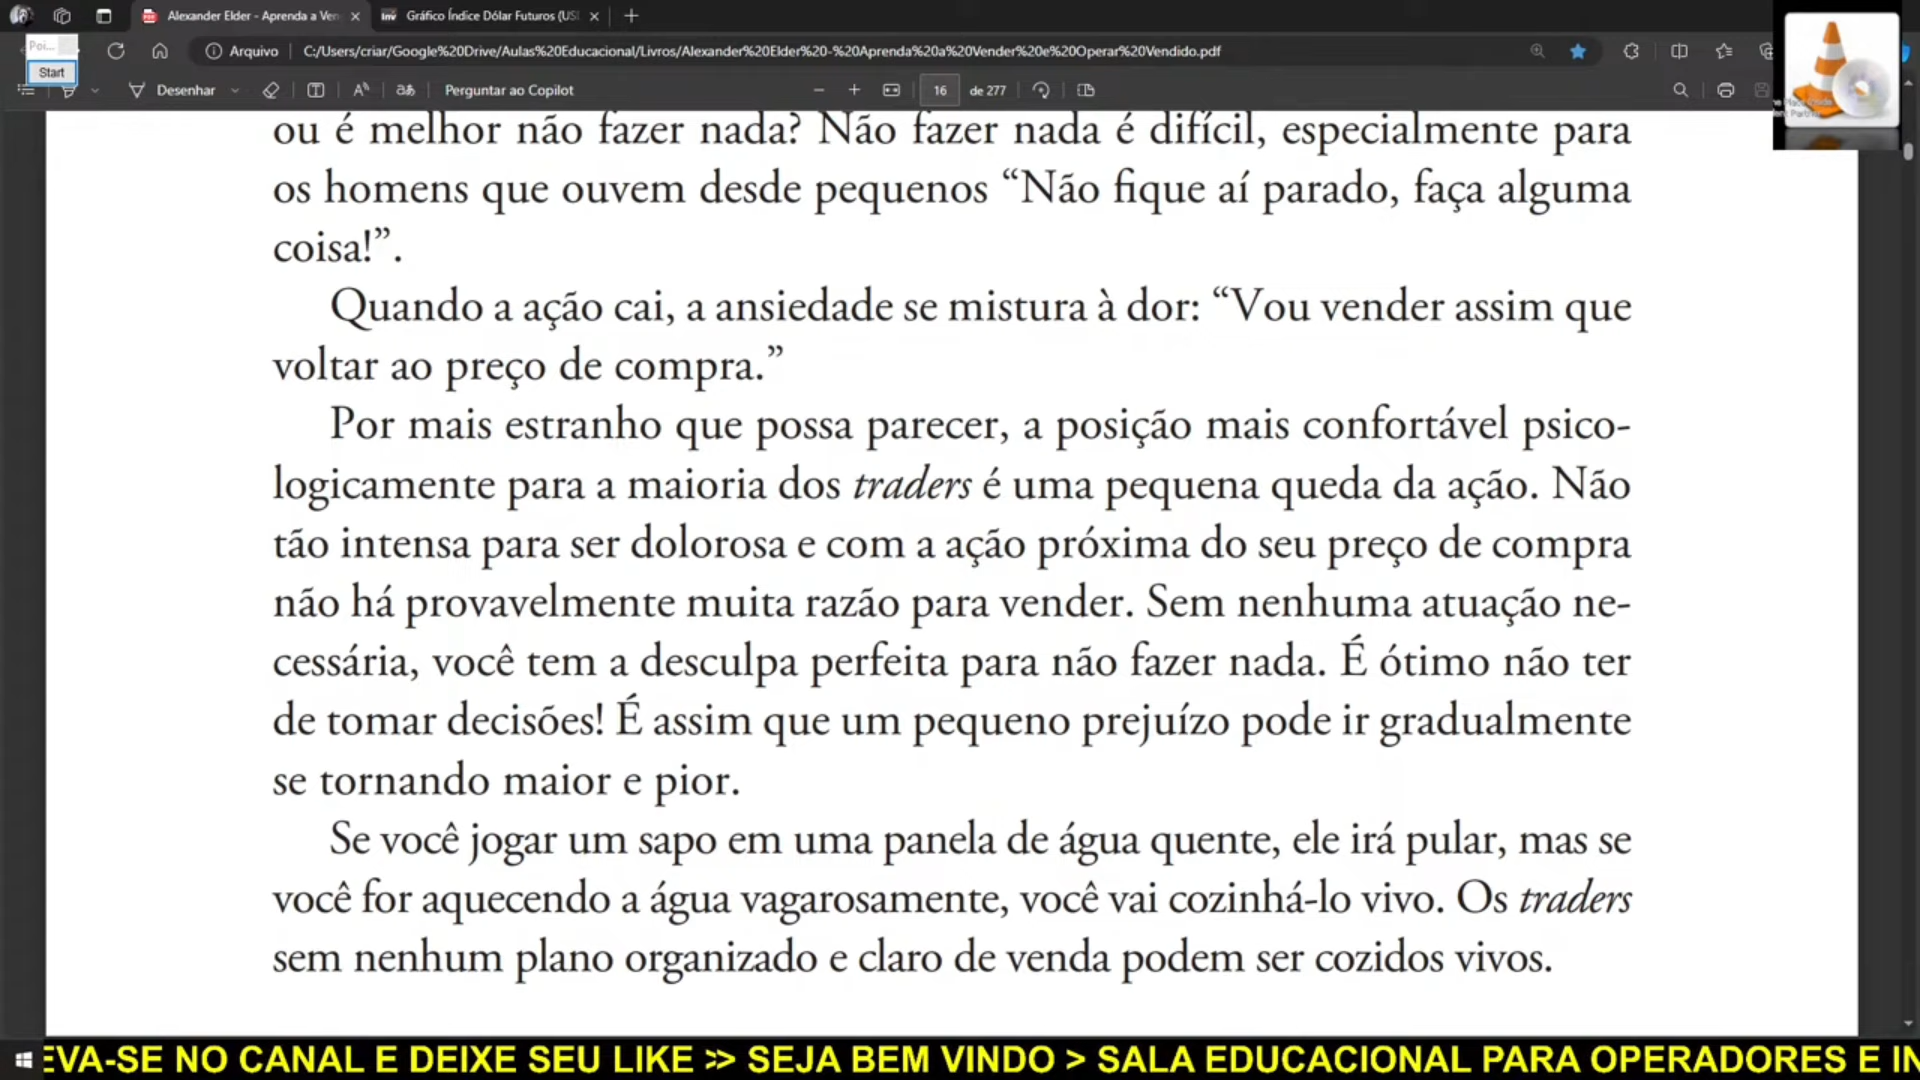 Alexander Elder - Aprenda a Ven
Gráfico Índice Dólar Futuros (US
Poi...
Start
Arquivo
C:/Users/criar/Google%20Drive/Aulas%20Educacional/Livros/Alexander%20Elder%20-%20Aprenda%20a%20Vender%20e%20Operar%20Vendido.pdf
Desenhar
Perguntar ao Copilot
16 de 277
ou é melhor não fazer nada? Não fazer nada é difícil, especialmente para
os homens que ouvem desde pequenos “Não fique aí parado, faça alguma
coisa!”.
Quando a ação cai, a ansiedade se mistura à dor: “Vou vender assim que
voltar ao preço de compra.”
Por mais estranho que possa parecer, a posição mais confortável psico-
logicamente para a maioria dos traders é uma pequena queda da ação. Não
tão intensa para ser dolorosa e com a ação próxima do seu preço de compra
não há provavelmente muita razão para vender. Sem nenhuma atuação ne-
cessária, você tem a desculpa perfeita para não fazer nada. É ótimo não ter
de tomar decisões! É assim que um pequeno prejuízo pode ir gradualmente
se tornando maior e pior.
Se você jogar um sapo em uma panela de água quente, ele irá pular, mas se
você for aquecendo a água vagarosamente, você vai cozinhá-lo vivo. Os traders
sem nenhum plano organizado e claro de venda podem ser cozidos vivos.
EVA-SE NO CANAL E DEIXE SEU LIKE >> SEJA BEM VINDO > SALA EDUCACIONAL PARA OPERADORES E IN